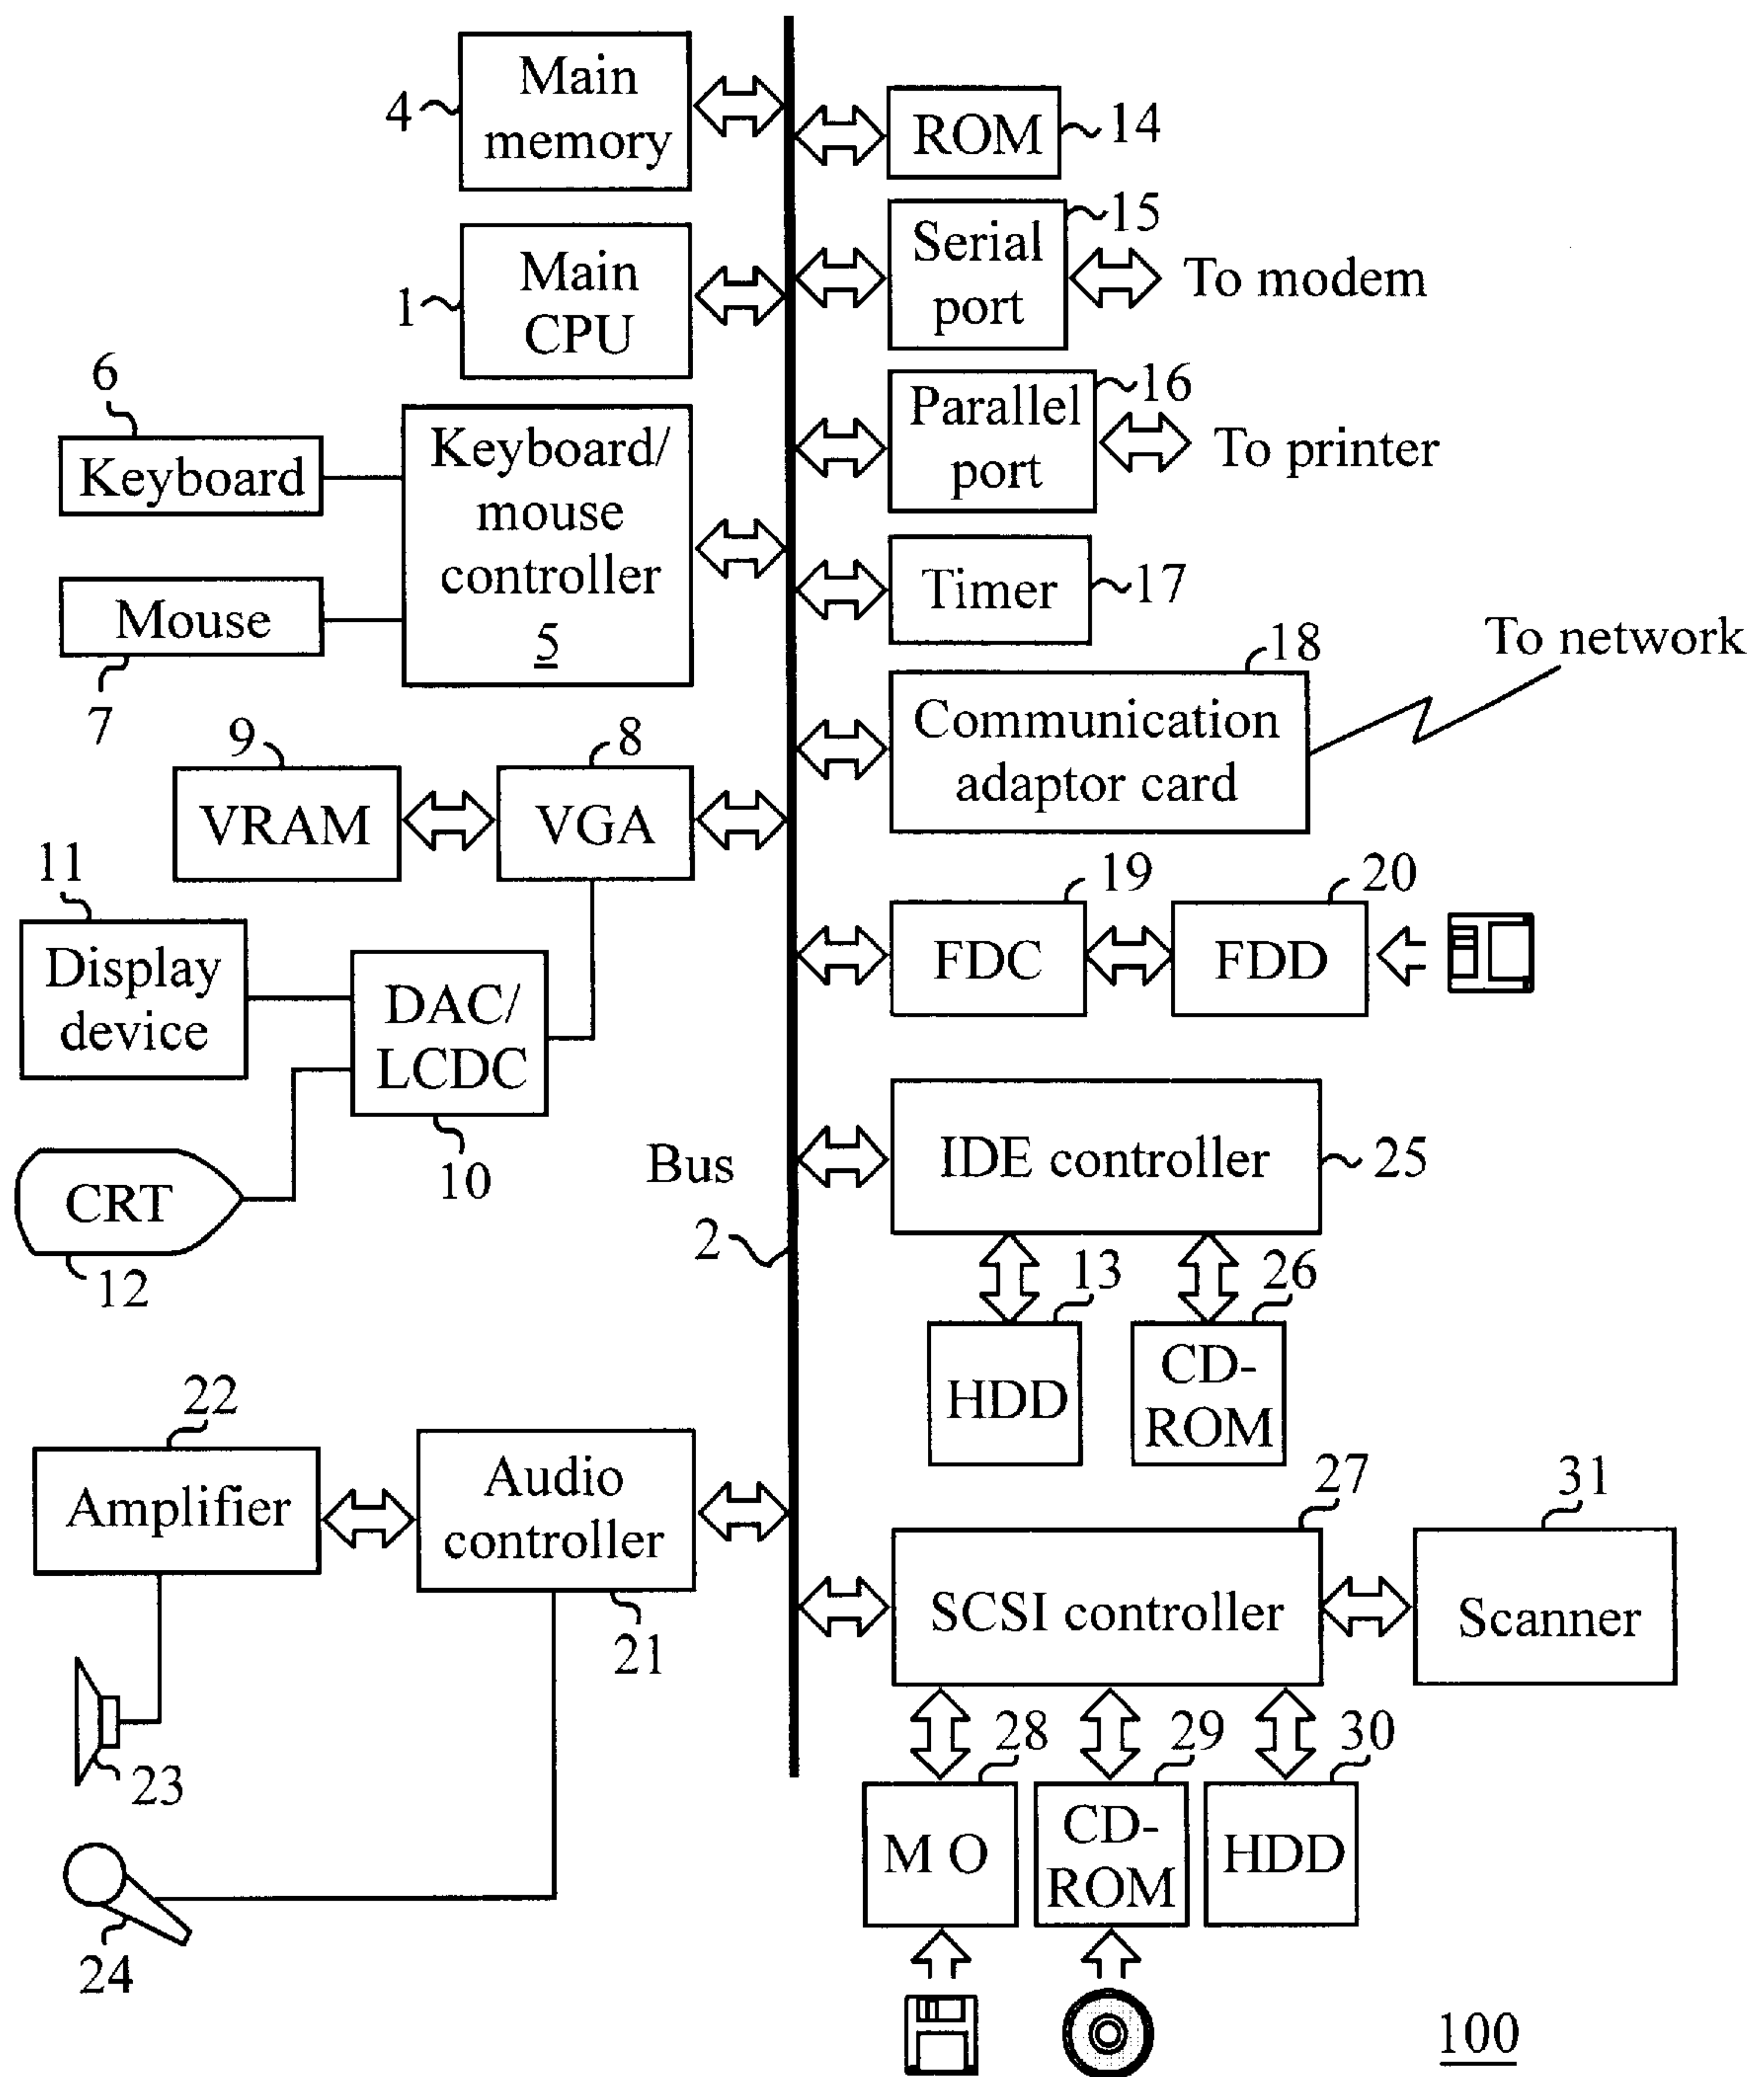 Main
memory
4
ROM
14
Serial
port
15
To modem
Main
CPU
1
Parallel
port
16
To printer
6
Keyboard
Keyboard/
mouse
controller
5
Mouse
7
Timer
17
To network
18
Communication
adaptor card
9
VRAM
8
VGA
11
Display
device
DAC/
LCDC
10
19
FDC
20
FDD
CRT
12
Bus
2
IDE controller
25
13
HDD
26
CD-
ROM
22
Amplifier
Audio
controller
21
27
SCSI controller
31
Scanner
23
24
28
M O
29
CD-
ROM
30
HDD
100